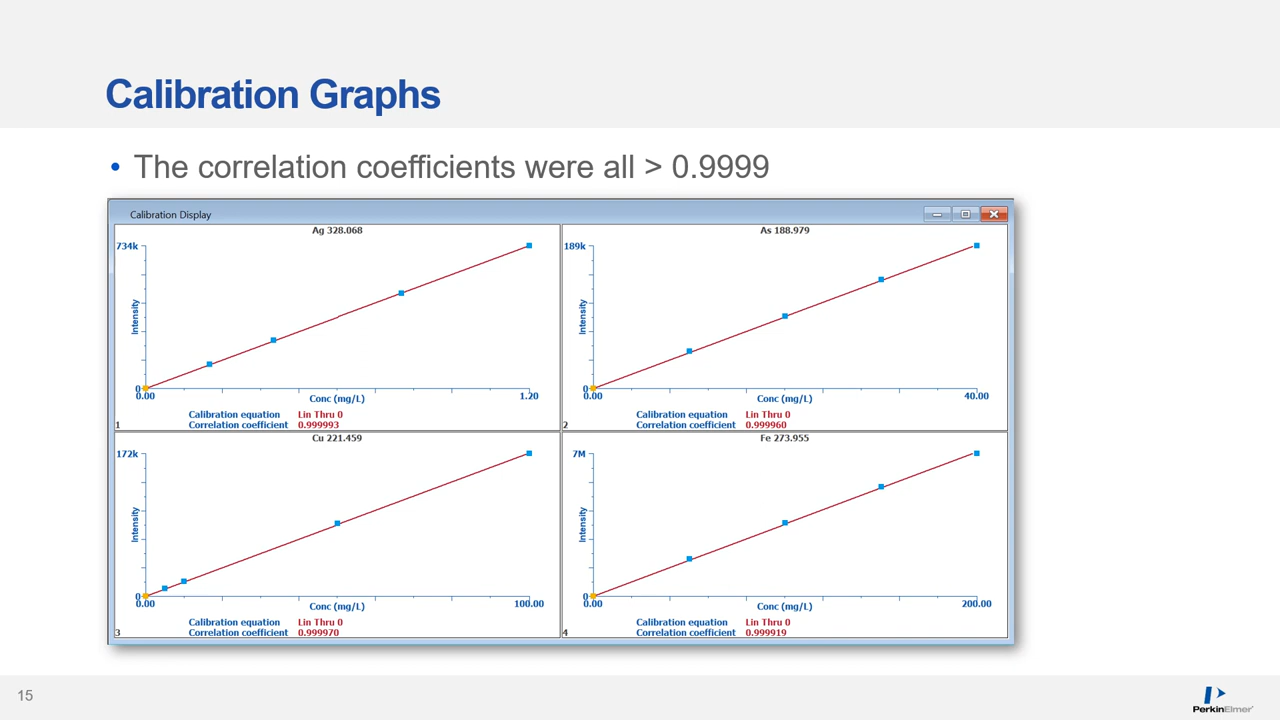 Calibration Graphs
• The correlation coefficients were all > 0.9999
Calibration Display
Ag 328.068
734k
Intensity
0
0.00
Conc (mg/L)
1.20
Calibration equation Lin Thru 0
1 Correlation coefficient 0.999993
As 188.979
189k
Intensity
0
0.00
Conc (mg/L)
40.00
Calibration equation Lin Thru 0
2 Correlation coefficient 0.999960
Cu 221.459
172k
Intensity
0
0.00
Conc (mg/L)
100.00
Calibration equation Lin Thru 0
3 Correlation coefficient 0.999970
Fe 273.955
7M
Intensity
0
0.00
Conc (mg/L)
200.00
Calibration equation Lin Thru 0
4 Correlation coefficient 0.999919
15
PerkinElmer